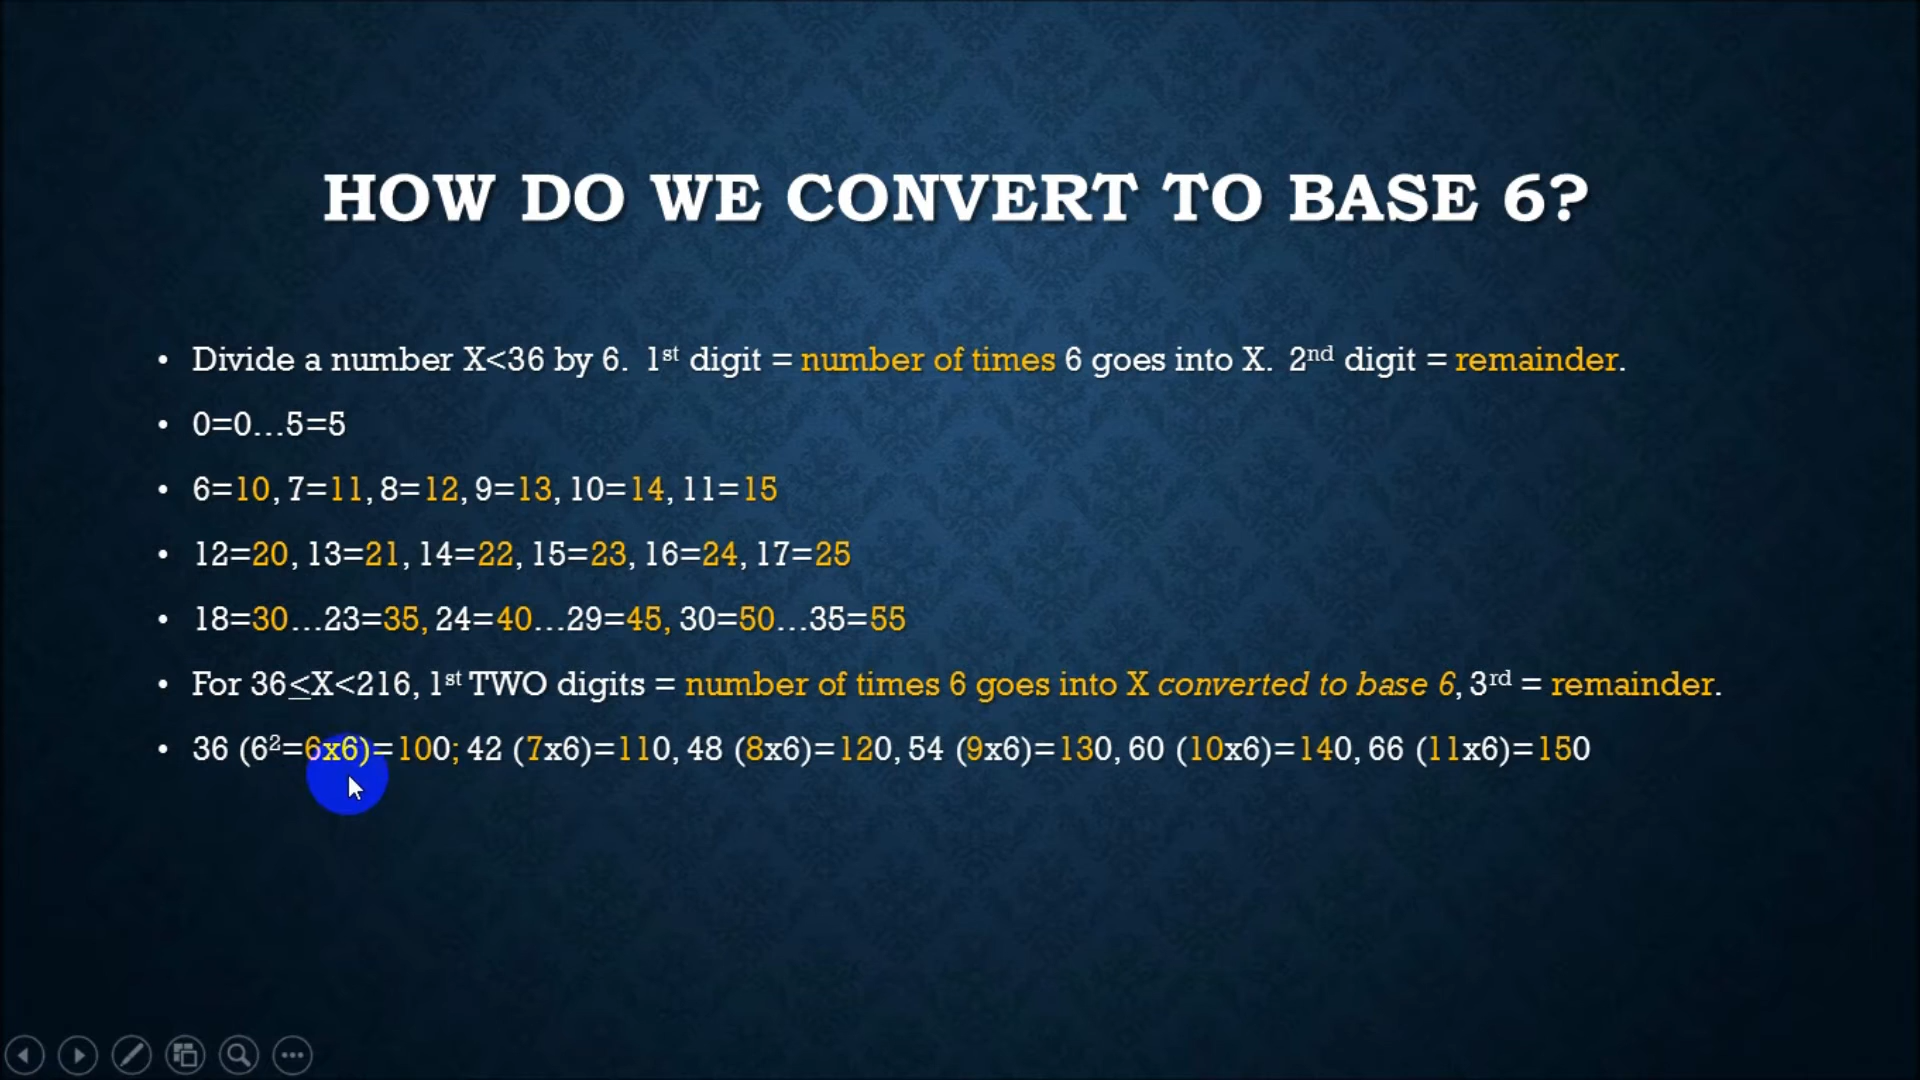 HOW DO WE CONVERT TO BASE 6?
• Divide a number X<36 by 6. 1st digit = number of times 6 goes into X. 2nd digit = remainder.
• 0=0…5=5
• 6=10, 7=11, 8=12, 9=13, 10=14, 11=15
• 12=20, 13=21, 14=22, 15=23, 16=24, 17=25
• 18=30…23=35, 24=40…29=45, 30=50…35=55
• For 36≤X<216, 1st TWO digits = number of times 6 goes into X converted to base 6, 3rd = remainder.
• 36 (6²=6x6)=100; 42 (7x6)=110, 48 (8x6)=120, 54 (9x6)=130, 60 (10x6)=140, 66 (11x6)=150